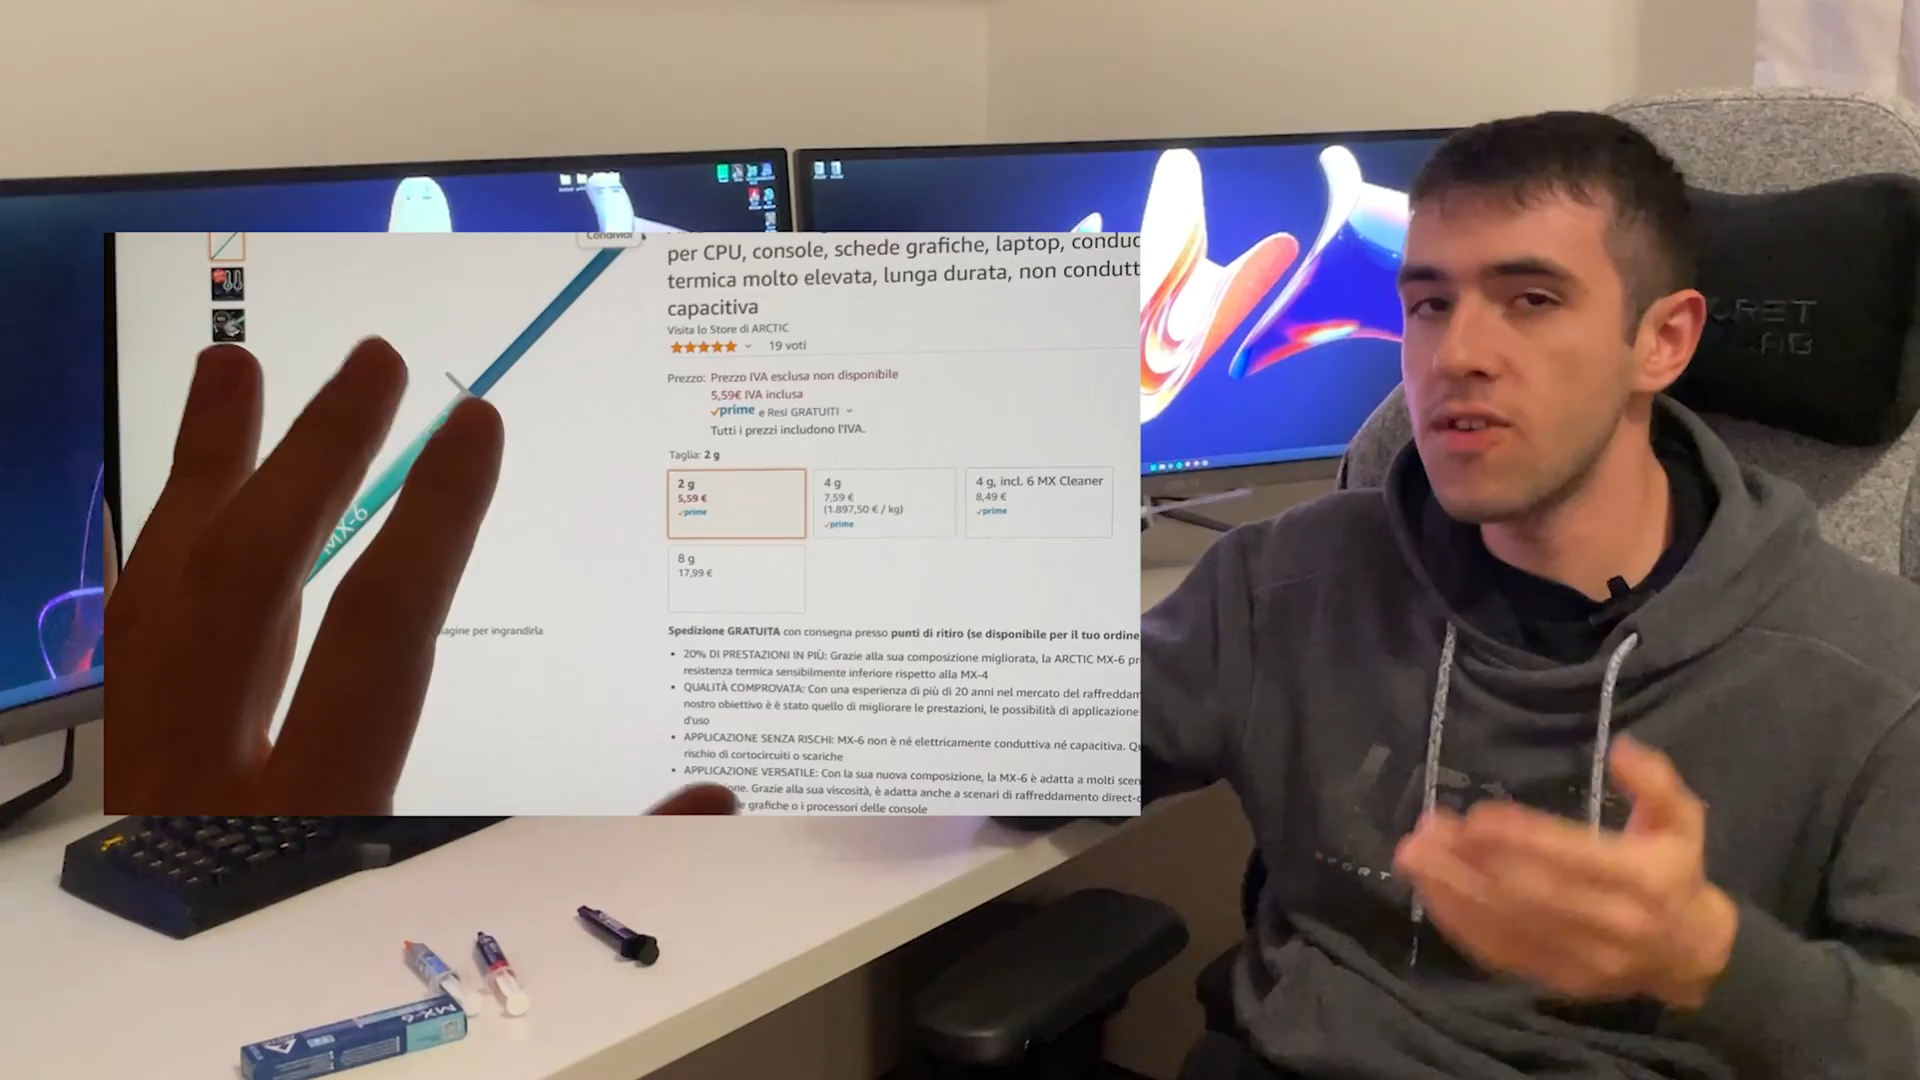 Condividi
per CPU, console, schede grafiche, laptop, conduc
termica molto elevata, lunga durata, non condutt
capacitiva
Visita lo Store di ARCTIC
19 voti
Prezzo: Prezzo IVA esclusa non disponibile
5,59€ IVA inclusa
prime e Resi GRATUITI
Tutti i prezzi includono l'IVA.
Taglia: 2 g
2 g
5,59 €
prime
4 g
7,59 €
(1.897,50 € / kg)
prime
4 g, incl. 6 MX Cleaner
8,49 €
prime
8 g
17,99 €
MX-6
agine per ingrandirla
Spedizione GRATUITA con consegna presso punti di ritiro (se disponibile per il tuo ordine
• 20% DI PRESTAZIONI IN PIÙ: Grazie alla sua composizione migliorata, la ARCTIC MX-6 pr
resistenza termica sensibilmente inferiore rispetto alla MX-4
• QUALITÀ COMPROVATA: Con una esperienza di più di 20 anni nel mercato del raffreddam
nostro obiettivo è è stato quello di migliorare le prestazioni, le possibilità di applicazione
d'uso
• APPLICAZIONE SENZA RISCHI: MX-6 non è né elettricamente conduttiva né capacitiva. Qu
rischio di cortocircuiti o scariche
• APPLICAZIONE VERSATILE: Con la sua nuova composizione, la MX-6 è adatta a molti scen
one. Grazie alla sua viscosità, è adatta anche a scenari di raffreddamento direct-d
e grafiche o i processori delle console
CRET
LAB
SPORT
MX-6